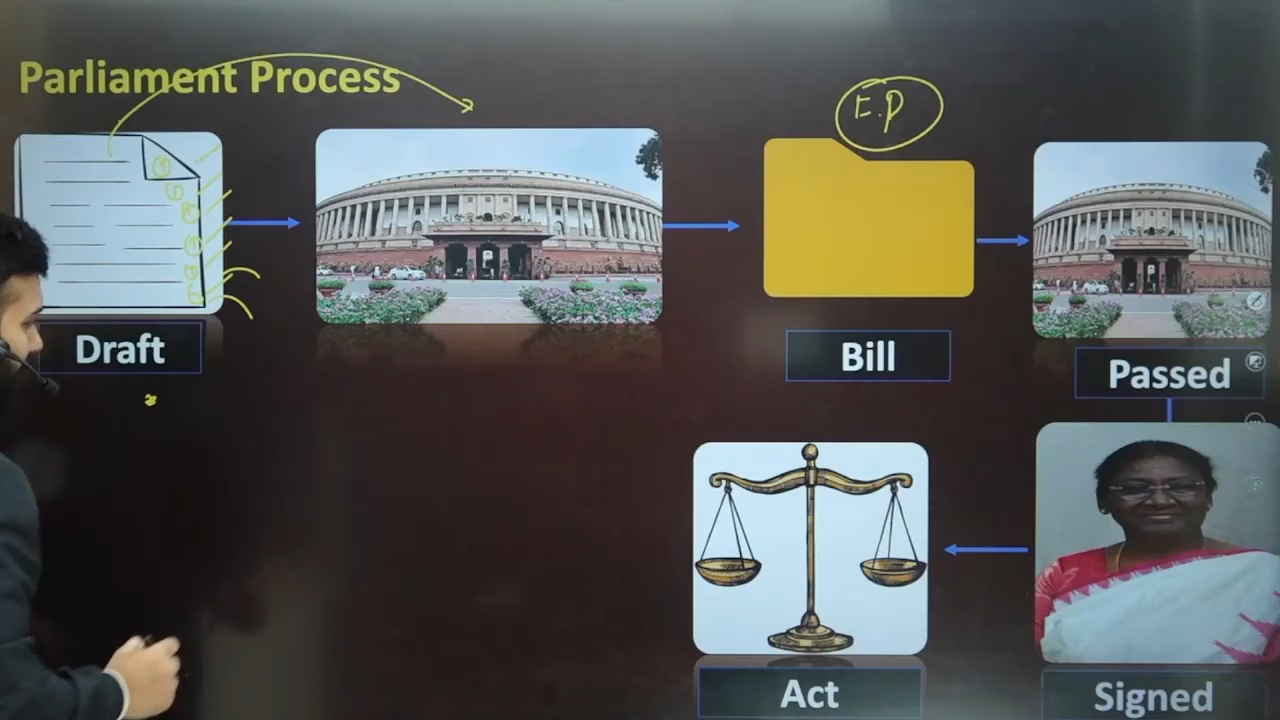 Parliament Process
E.P
Draft
Bill
Passed
Act
Signed